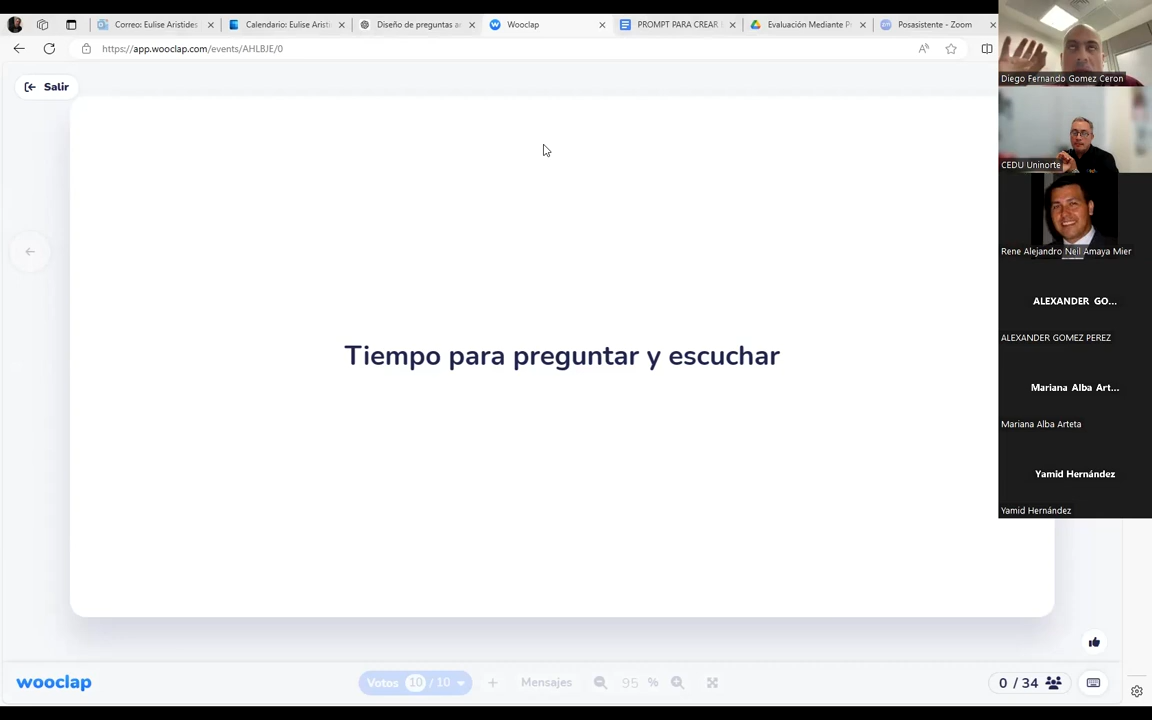 Correo: Eulise Aristides
Calendario: Eulise Arist
Diseño de preguntas a
Wooclap
PROMPT PARA CREAR
Evaluación Mediante P
Posasistente - Zoom
https://app.wooclap.com/events/AHLBJE/0
Salir
Tiempo para preguntar y escuchar
Diego Fernando Gomez Ceron
CEDU Uninorte
Rene Alejandro Neil Amaya Mier
ALEXANDER GO...
ALEXANDER GOMEZ PEREZ
Mariana Alba Art...
Mariana Alba Arteta
Yamid Hernández
Yamid Hernández
wooclap
Votos 10 / 10
Mensajes
95 %
0 / 34